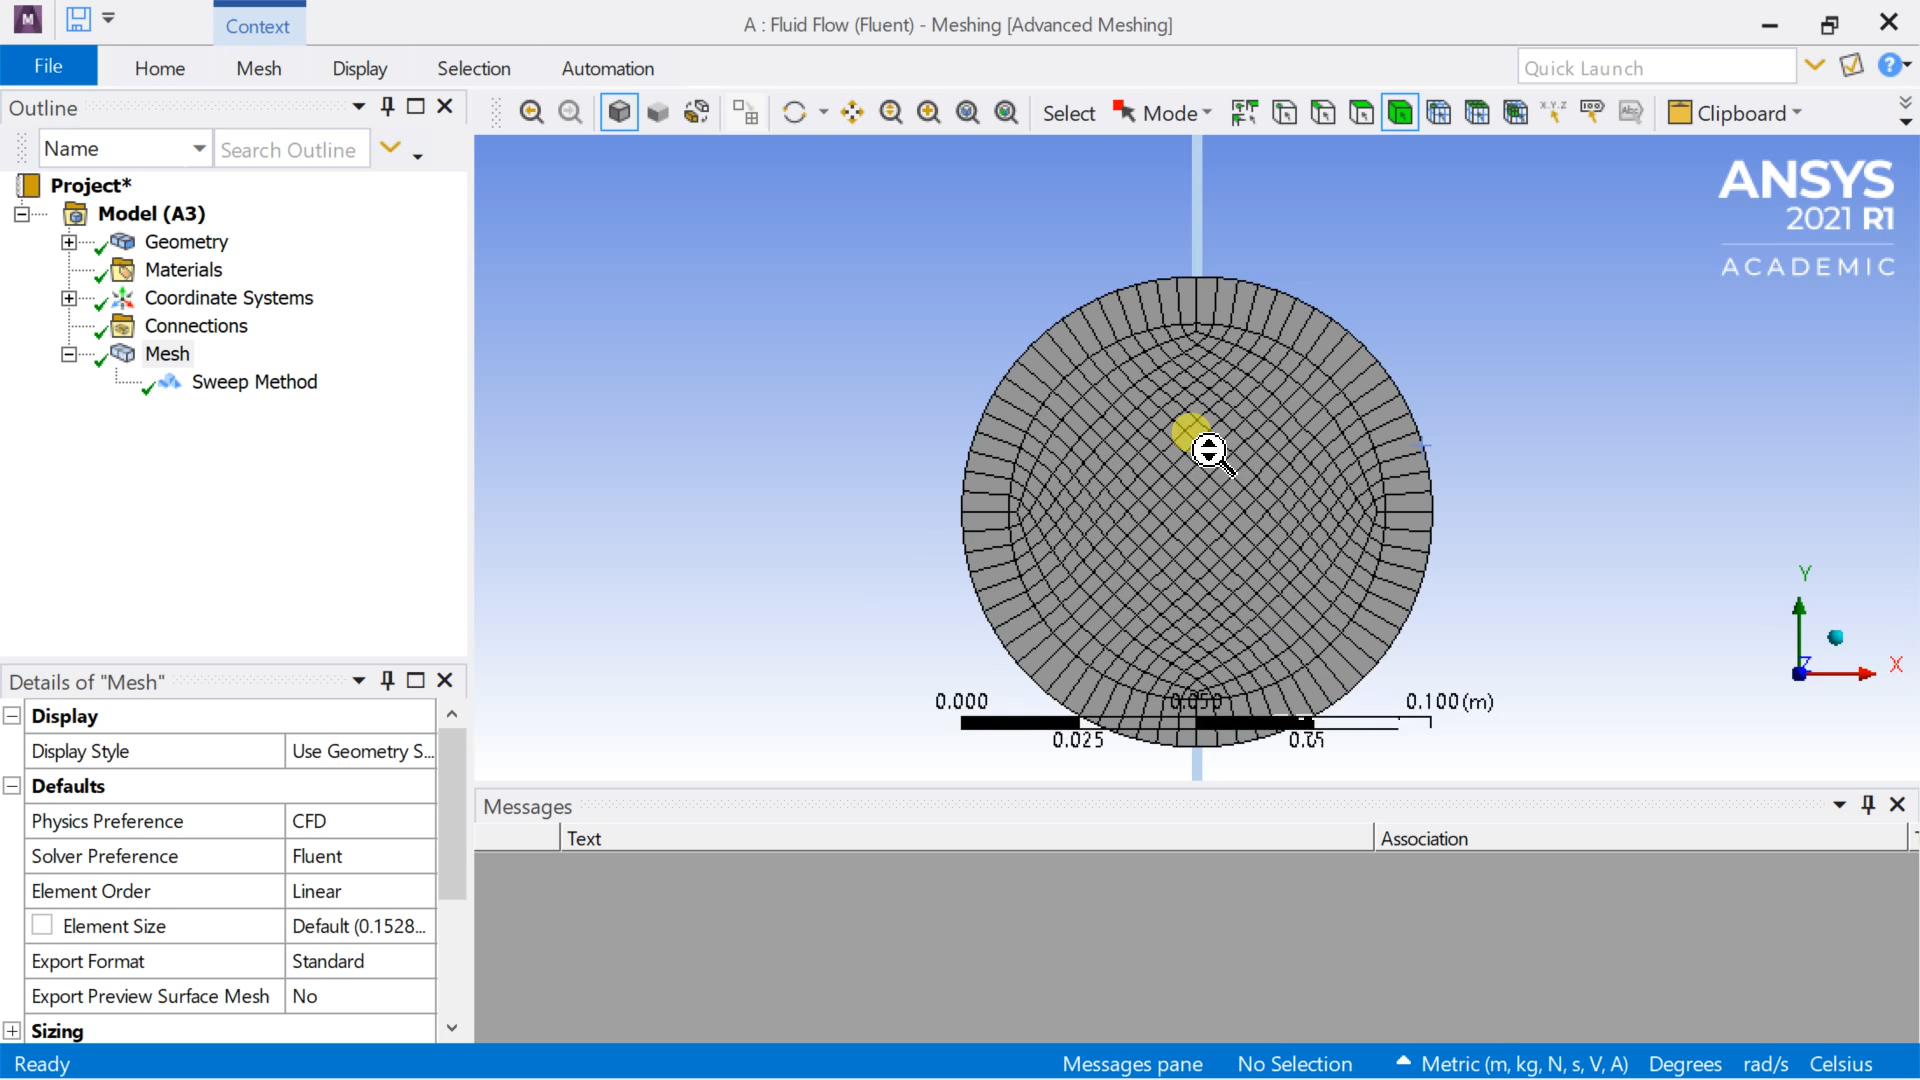 M
Context
A : Fluid Flow (Fluent) - Meshing [Advanced Meshing]
File
Home
Mesh
Display
Selection
Automation
Quick Launch
Outline
Select
Mode
Clipboard
Name
Search Outline
Project*
Model (A3)
Geometry
Materials
Coordinate Systems
Connections
Mesh
Sweep Method
ANSYS
2021 R1
ACADEMIC
Y
Z
X
0.000
0.050
0.100(m)
0.025
Details of "Mesh"
Display
Display Style
Use Geometry S...
Defaults
Physics Preference
CFD
Solver Preference
Fluent
Element Order
Linear
Element Size
Default (0.1528...
Export Format
Standard
Export Preview Surface Mesh
No
Sizing
Messages
Text
Association
Ready
Messages pane
No Selection
Metric (m, kg, N, s, V, A)
Degrees
rad/s
Celsius